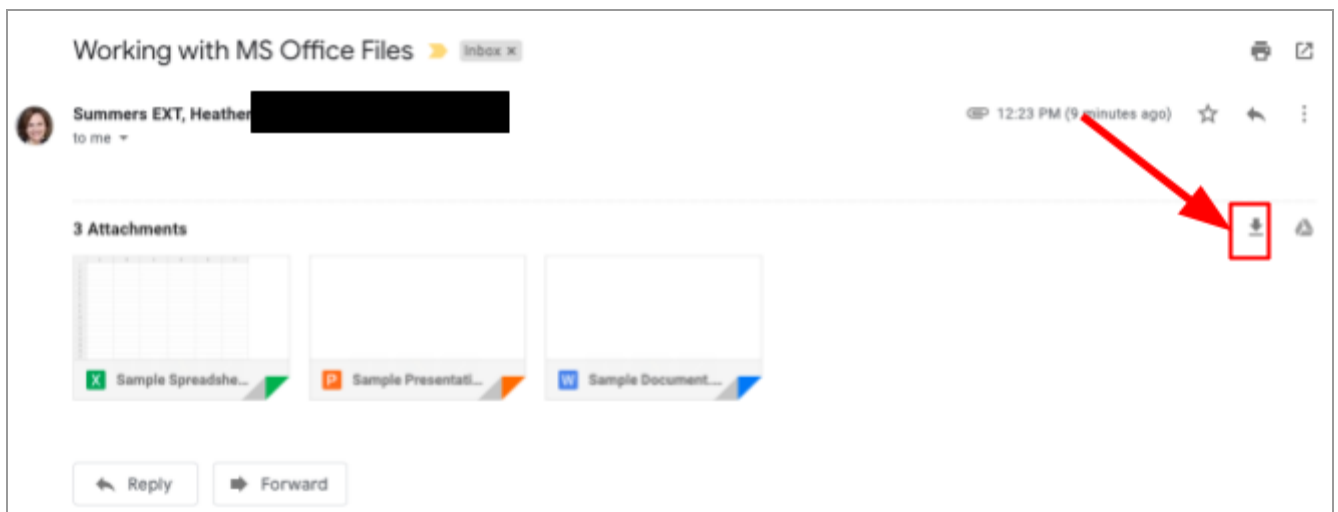 Working with MS Office Files Inbox x
Summers EXT, Heather 12:23 PM (9 minutes ago)
to me
3 Attachments
X Sample Spreadshe... P Sample Presentati... W Sample Document....
Reply Forward